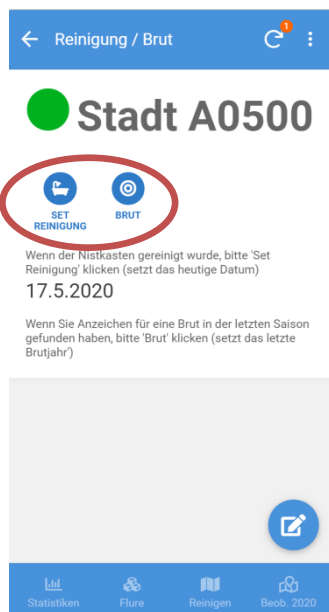 Reinigung / Brut
1
Stadt A0500
SET
REINIGUNG
BRUT
Wenn der Nistkasten gereinigt wurde, bitte 'Set
Reinigung' klicken (setzt das heutige Datum)
17.5.2020
Wenn Sie Anzeichen für eine Brut in der letzten Saison
gefunden haben, bitte 'Brut' klicken (setzt das letzte
Brutjahr')
Statistiken
Flure
Reinigen
Beob. 2020